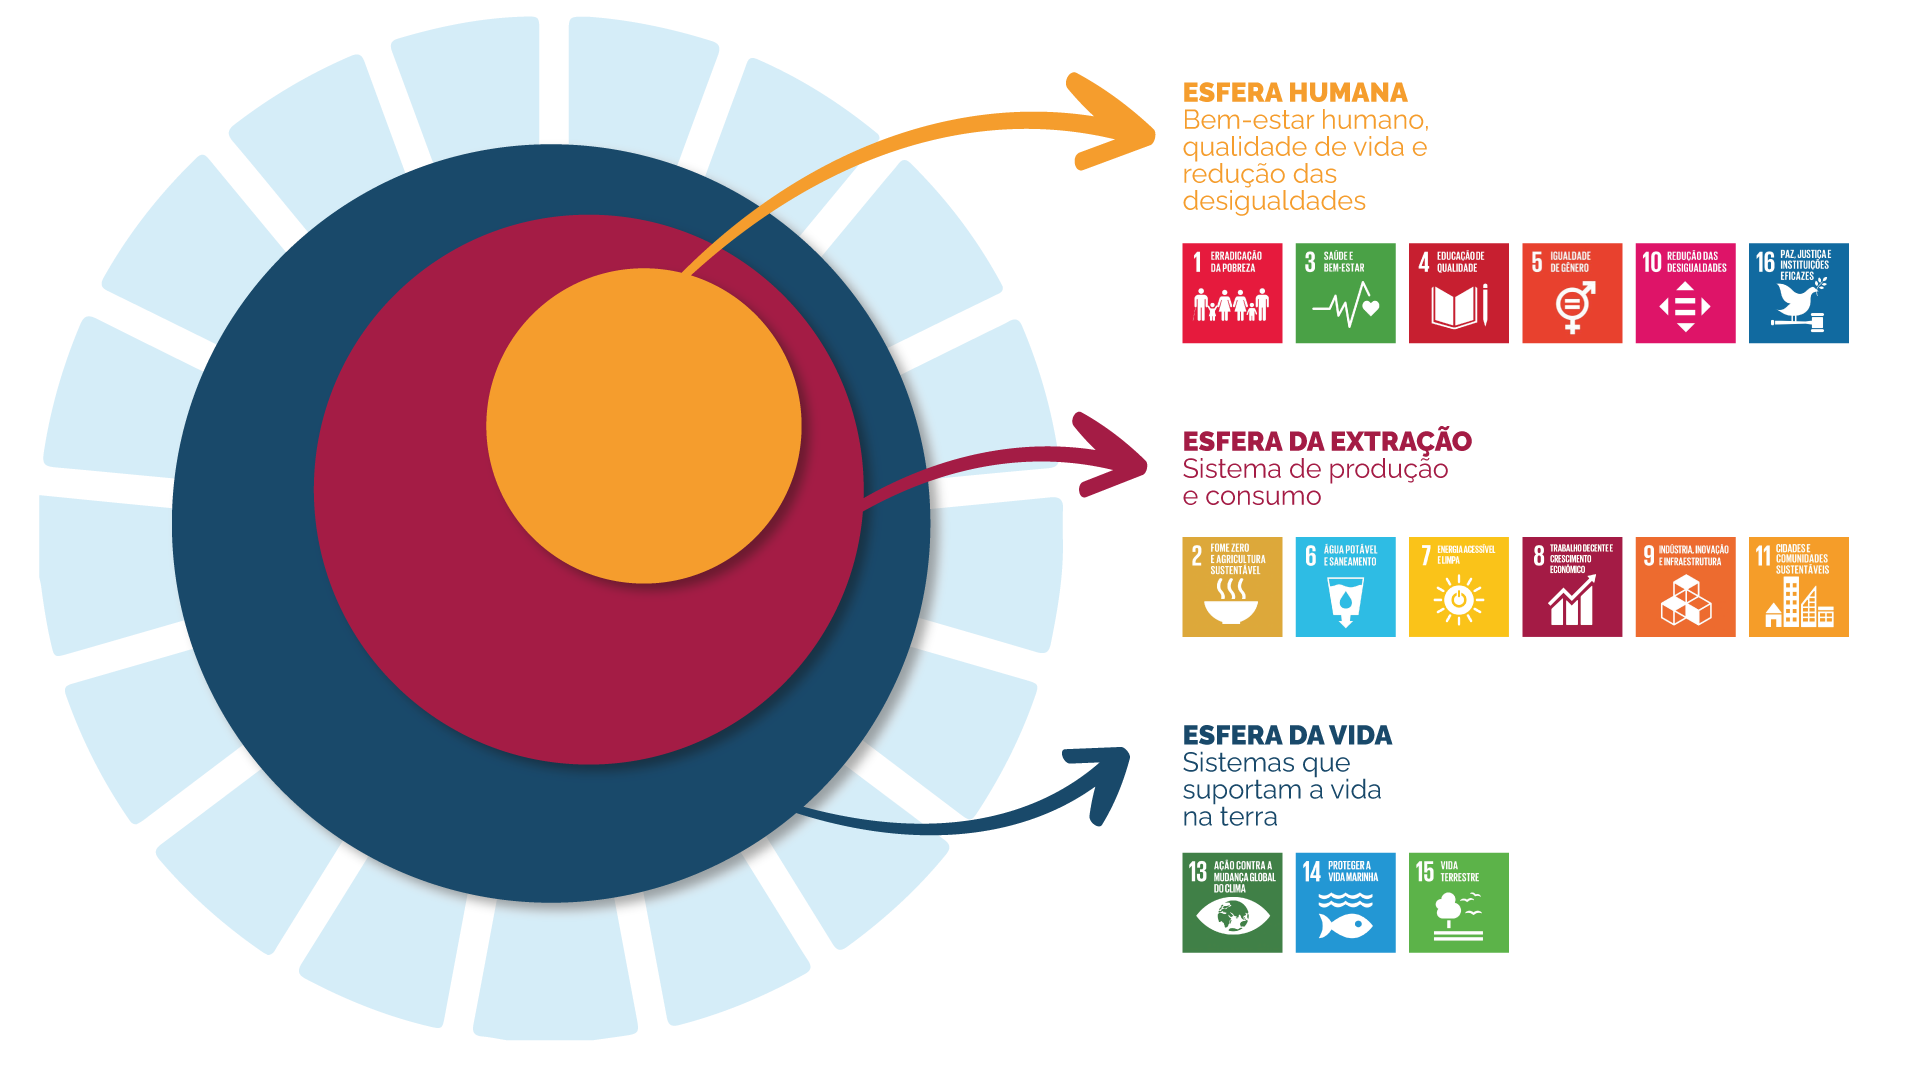 ESFERA HUMANA
Bem-estar humano,
qualidade de vida e
redução das
desigualdades
1 ERRADICAÇÃO
DA POBREZA
3 SAÚDE E
BEM-ESTAR
4 EDUCAÇÃO DE
QUALIDADE
5 IGUALDADE
DE GÉNERO
10 REDUÇÃO DAS
DESIGUALDADES
16 PAZ, JUSTIÇA E
INSTITUIÇÕES
EFICAZES
ESFERA DA EXTRAÇÃO
Sistema de produção
e consumo
2 FOME ZERO
E AGRICULTURA
SUSTENTÁVEL
6 ÁGUA POTÁVEL
E SANEAMENTO
7 ENERGIA ACESSÍVEL
E LIMPA
8 TRABALHO DECENTE E
CRESCIMENTO
ECONÔMICO
9 INDÚSTRIA, INOVAÇÃO
E INFRAESTRUTURA
11 CIDADES E
COMUNIDADES
SUSTENTÁVEIS
ESFERA DA VIDA
Sistemas que
suportam a vida
na terra
13 AÇÃO CONTRA A
MUDANÇA GLOBAL
DO CLIMA
14 PROTEGER A
VIDA MARINHA
15 VIDA
TERRESTRE